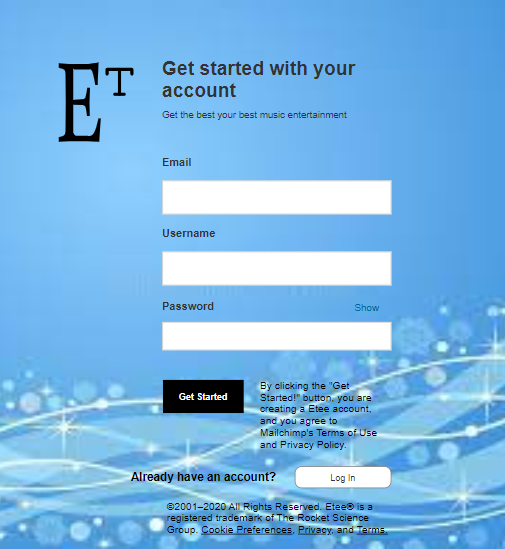 ET
Get started with your
account
Get the best your best music entertainment
Email
Username
Password
Show
Get Started
By clicking the "Get
Started!" button, you are
creating a Etee account,
and you agree to
Mailchimp's Terms of Use
and Privacy Policy.
Already have an account?
Log In
©2001–2020 All Rights Reserved. Etee® is a
registered trademark of The Rocket Science
Group. Cookie Preferences, Privacy, and Terms.